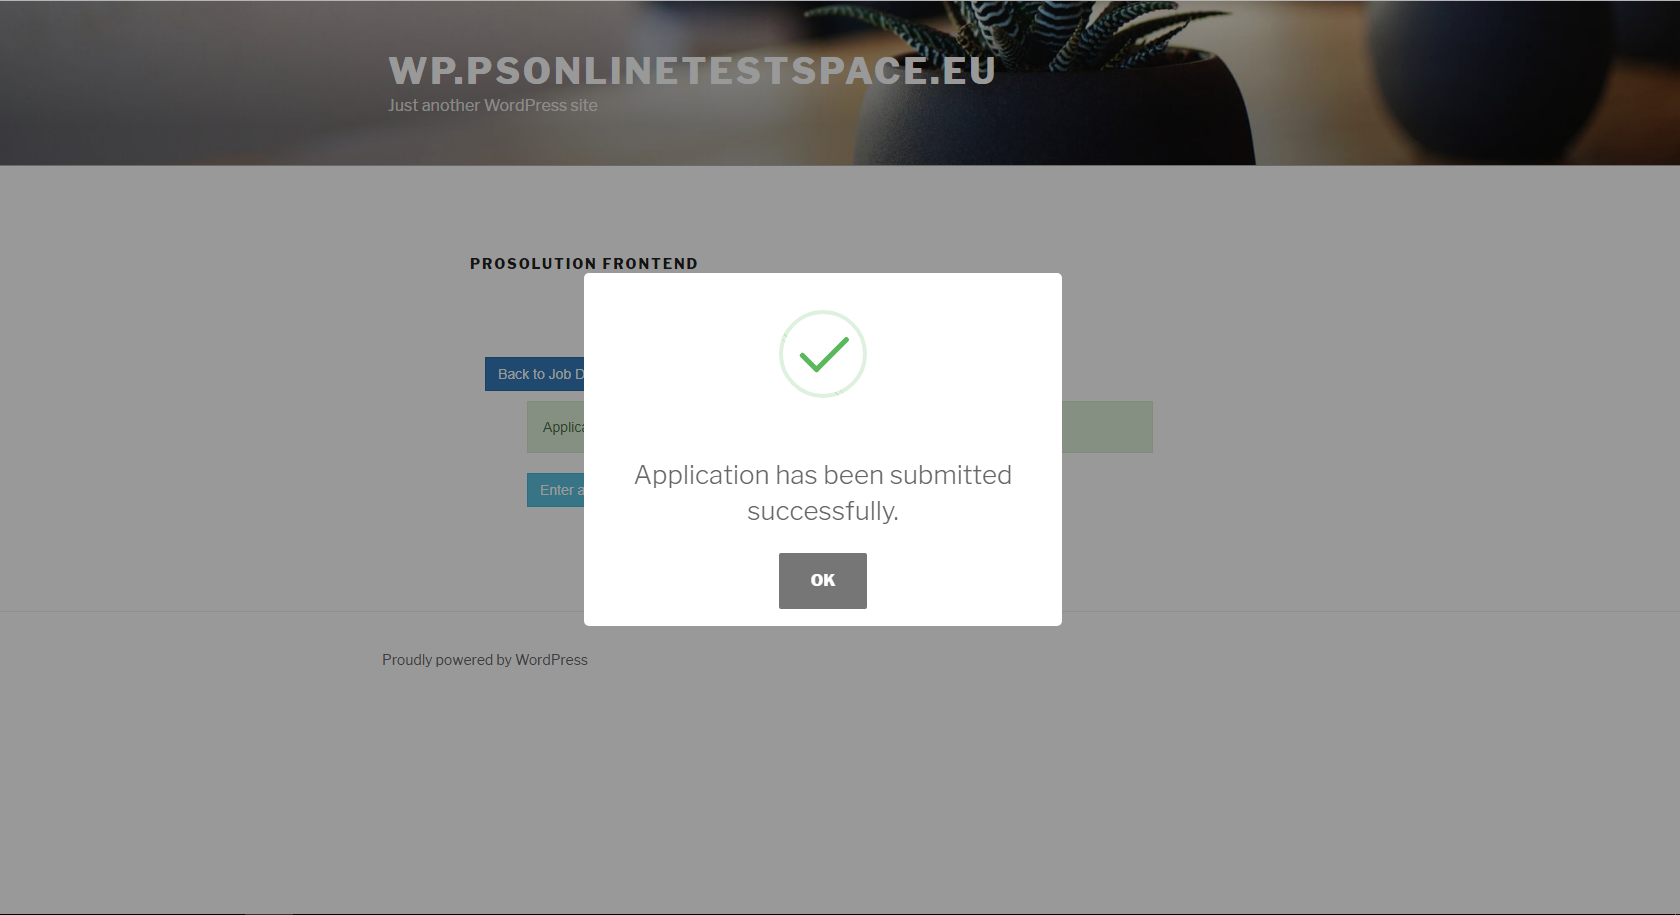 WP.PSONLINETESTSPACE.EU
Just another WordPress site
PROSOLUTION FRONTEND
Back to Job D
Applica
Enter a
Application has been submitted
successfully.
OK
Proudly powered by WordPress